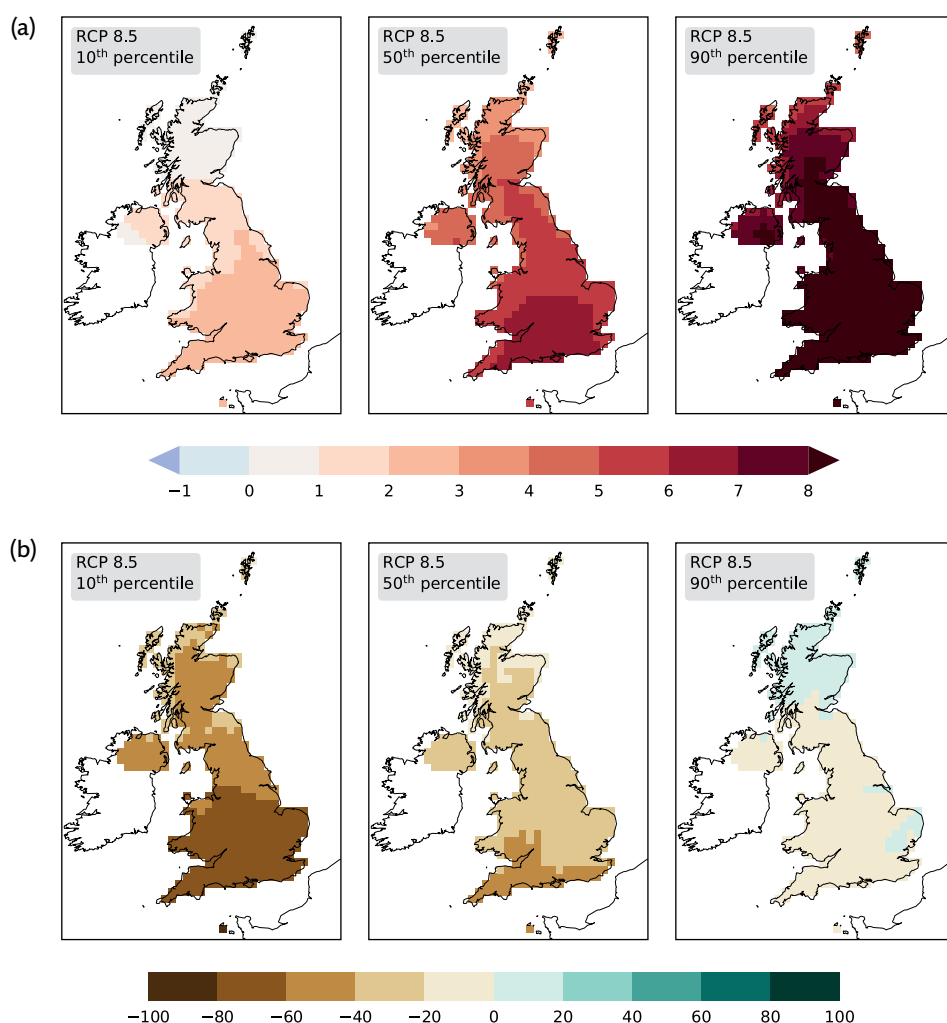 (a)
RCP 8.5
10th percentile
RCP 8.5
50th percentile
RCP 8.5
90th percentile
−1 0 1 2 3 4 5 6 7 8
(b)
RCP 8.5
10th percentile
RCP 8.5
50th percentile
RCP 8.5
90th percentile
−100 −80 −60 −40 −20 0 20 40 60 80 100